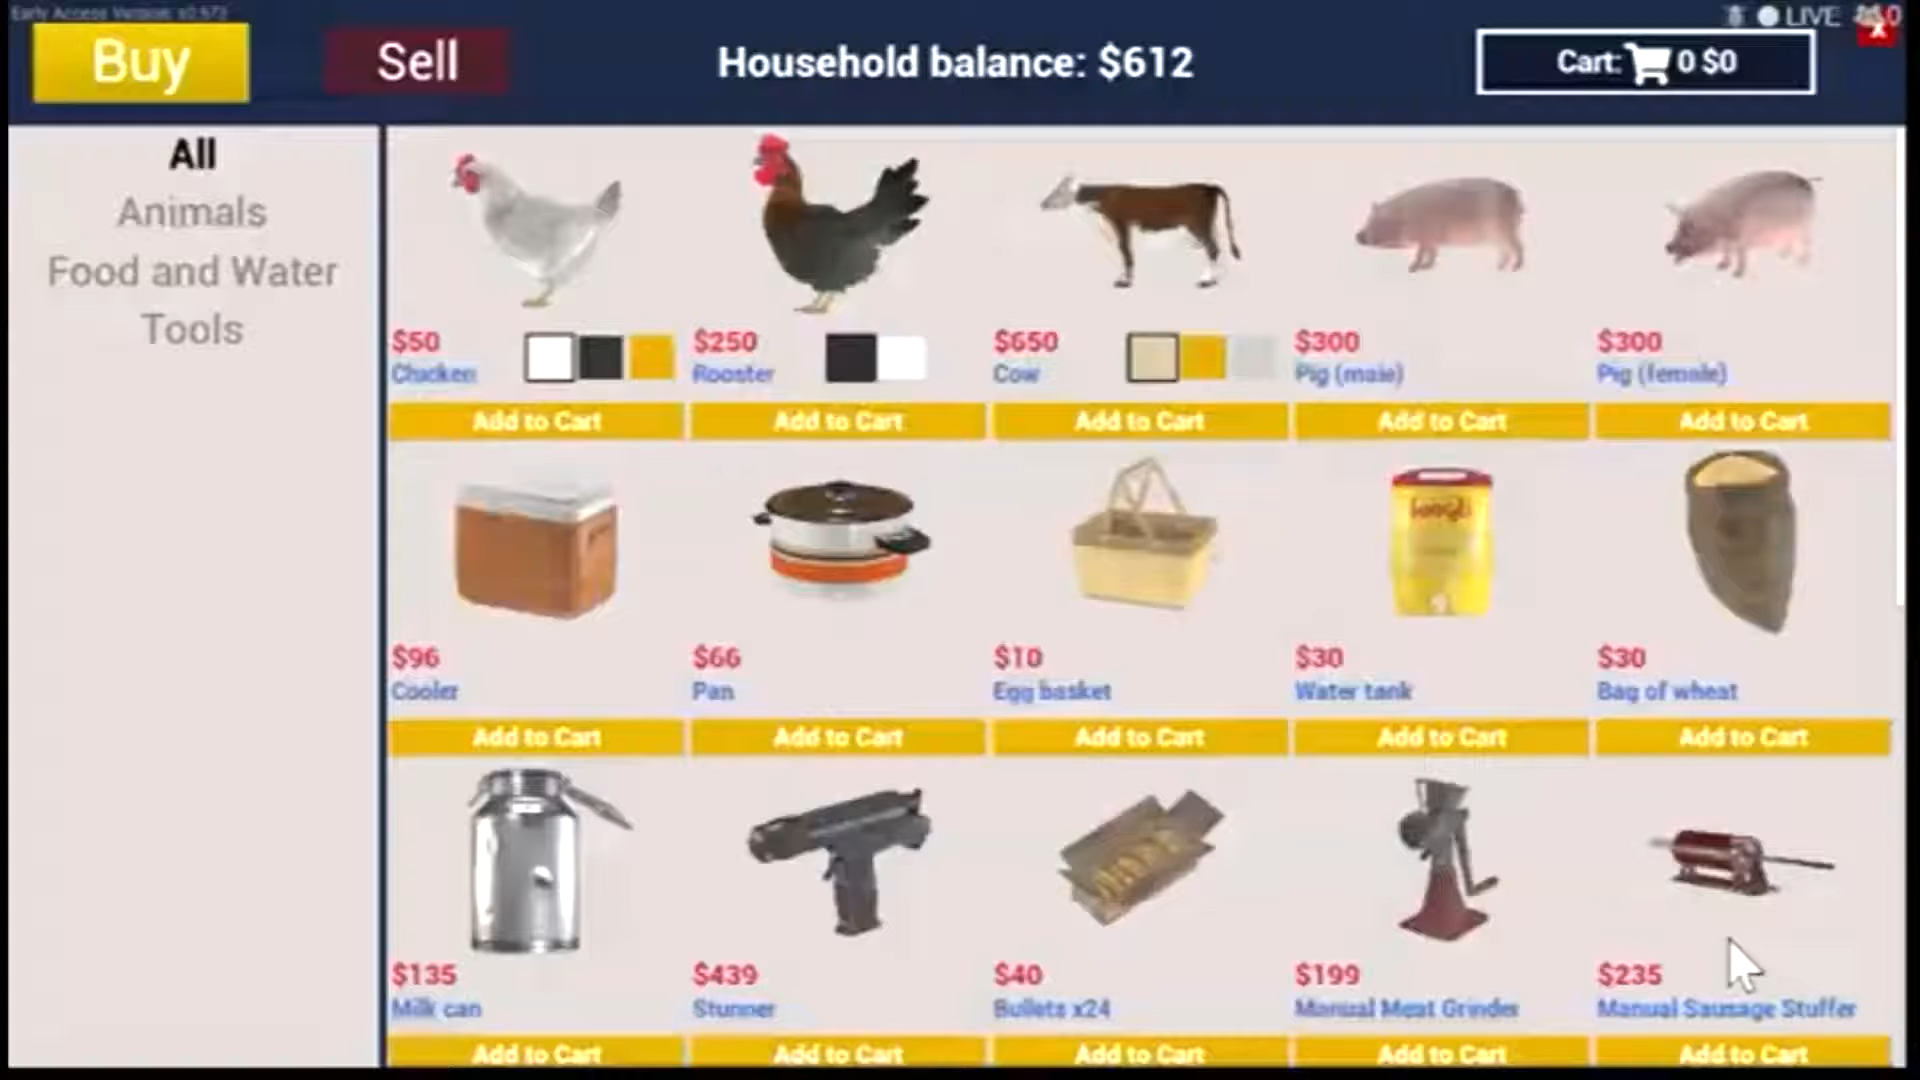 Early Access Version: v0.573
LIVE
Buy
Sell
Household balance: $612
Cart: 0 $0
X
All
Animals
Food and Water
Tools
$50
Chicken
Add to Cart
$250
Rooster
Add to Cart
$650
Cow
Add to Cart
$300
Pig (male)
Add to Cart
$300
Pig (female)
Add to Cart
$96
Cooler
Add to Cart
$66
Pan
Add to Cart
$10
Egg basket
Add to Cart
$30
Water tank
Add to Cart
$30
Bag of wheat
Add to Cart
$135
Milk can
Add to Cart
$439
Stunner
Add to Cart
$40
Bullets x24
Add to Cart
$199
Manual Meat Grinder
Add to Cart
$235
Manual Sausage Stuffer
Add to Cart